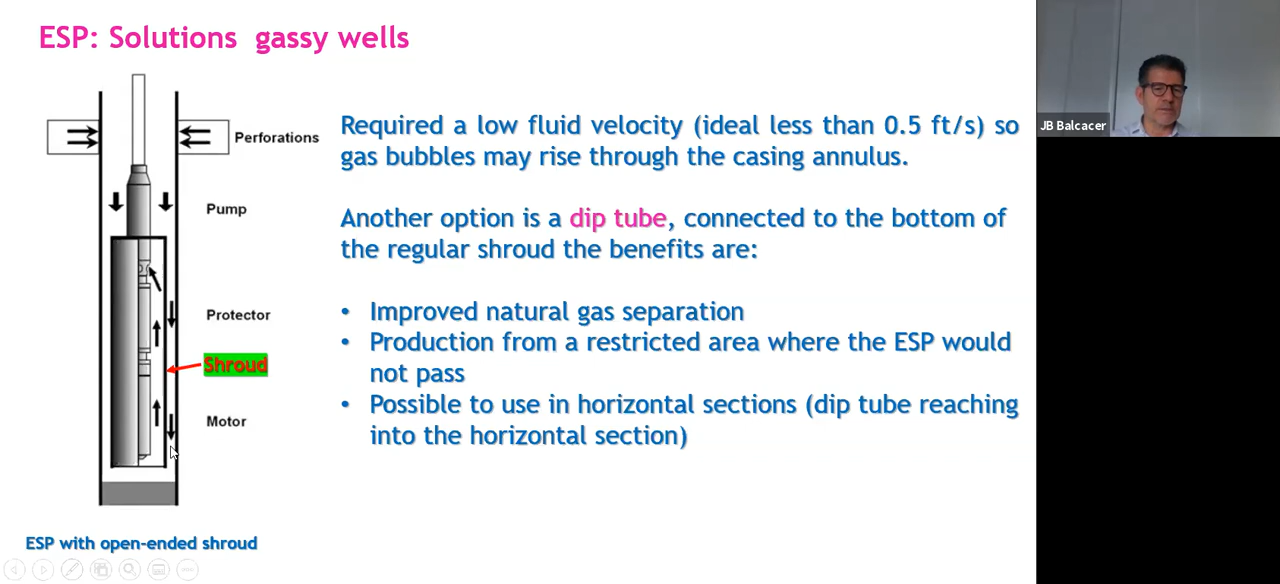 ESP: Solutions gassy wells
Perforations
Pump
Protector
Shroud
Motor
ESP with open-ended shroud
Required a low fluid velocity (ideal less than 0.5 ft/s) so
gas bubbles may rise through the casing annulus.
Another option is a dip tube, connected to the bottom of
the regular shroud the benefits are:
• Improved natural gas separation
• Production from a restricted area where the ESP would
not pass
• Possible to use in horizontal sections (dip tube reaching
into the horizontal section)
JB Balcacer